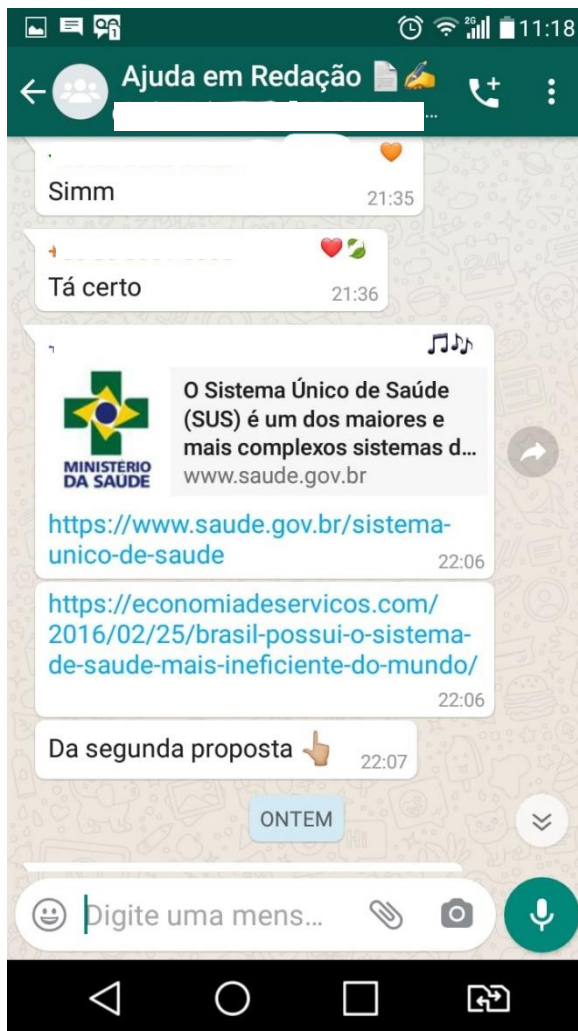 2G
11:18
Ajuda em Redação
...
Simm
21:35
Tá certo
21:36
O Sistema Único de Saúde
(SUS) é um dos maiores e
mais complexos sistemas d...
www.saude.gov.br
MINISTÉRIO
DA SAÚDE
https://www.saude.gov.br/sistema-
unico-de-saude
22:06
https://economiadeservicos.com/
2016/02/25/brasil-possui-o-sistema-
de-saude-mais-ineficiente-do-mundo/
22:06
Da segunda proposta 👆
22:07
ONTEM
Digite uma mens...